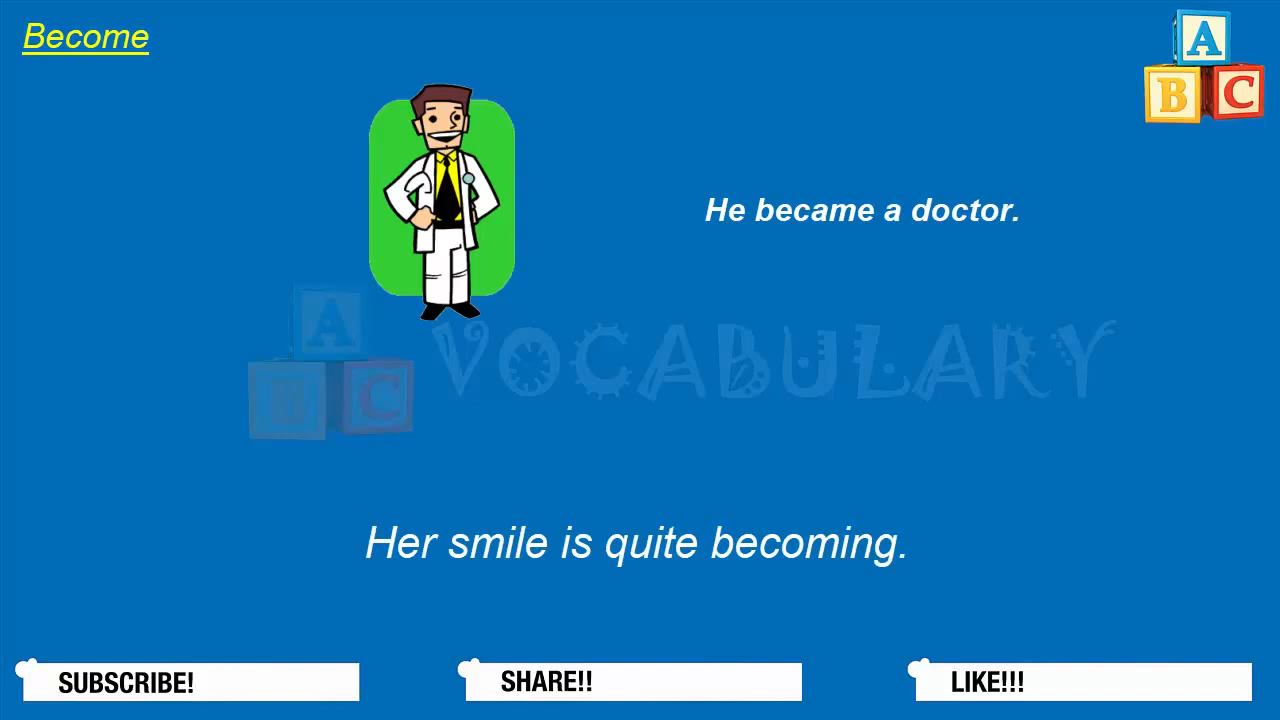 Become
A
B C
He became a doctor.
A
B C
VOCABULARY
Her smile is quite becoming.
SUBSCRIBE!
SHARE!!
LIKE!!!